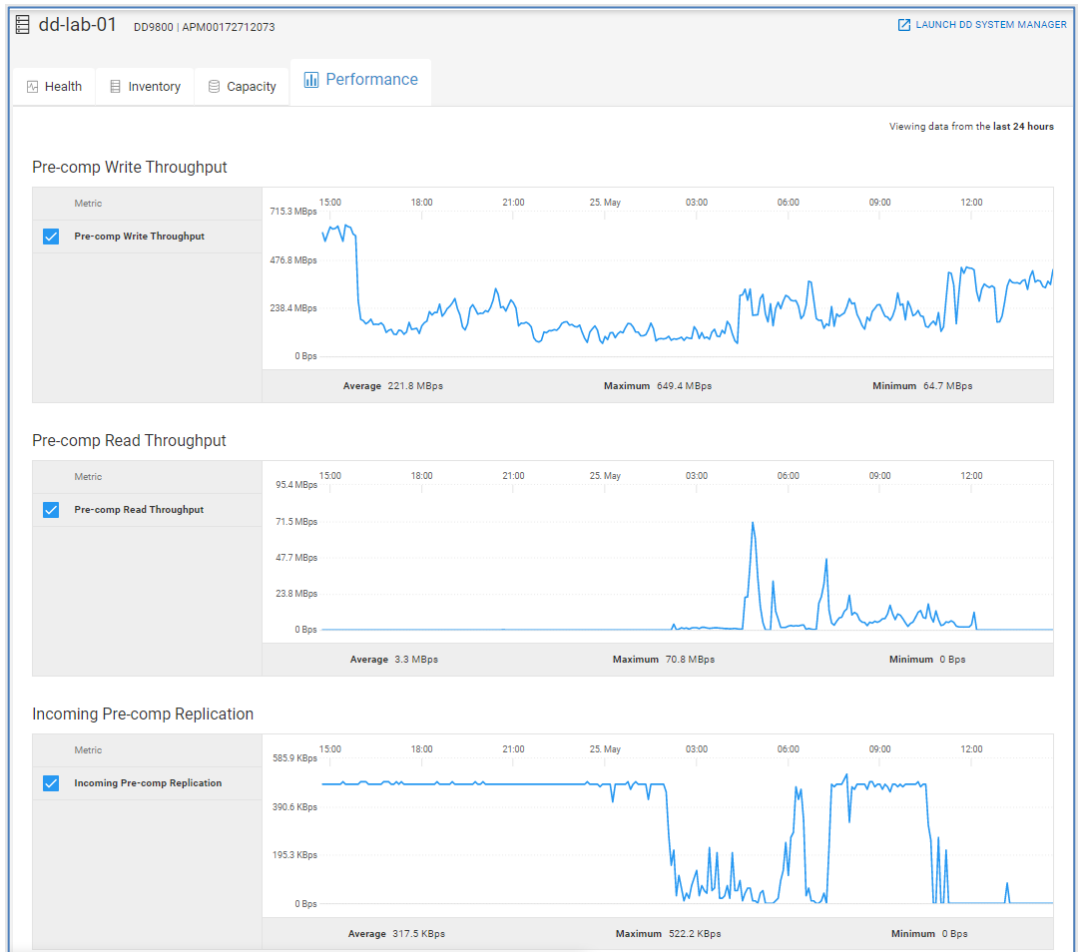 dd-lab-01 DD9800 | APM00172712073 LAUNCH DD SYSTEM MANAGER
Health Inventory Capacity Performance
Viewing data from the last 24 hours
Pre-comp Write Throughput
Metric
Pre-comp Write Throughput
15:00 18:00 21:00 25. May 03:00 06:00 09:00 12:00
715.3 MBps
476.8 MBps
238.4 MBps
0 Bps
Average 221.8 MBps Maximum 649.4 MBps Minimum 64.7 MBps
Pre-comp Read Throughput
Metric
Pre-comp Read Throughput
15:00 18:00 21:00 25. May 03:00 06:00 09:00 12:00
95.4 MBps
71.5 MBps
47.7 MBps
23.8 MBps
0 Bps
Average 3.3 MBps Maximum 70.8 MBps Minimum 0 Bps
Incoming Pre-comp Replication
Metric
Incoming Pre-comp Replication
15:00 18:00 21:00 25. May 03:00 06:00 09:00 12:00
585.9 KBps
390.6 KBps
195.3 KBps
0 Bps
Average 317.5 KBps Maximum 522.2 KBps Minimum 0 Bps